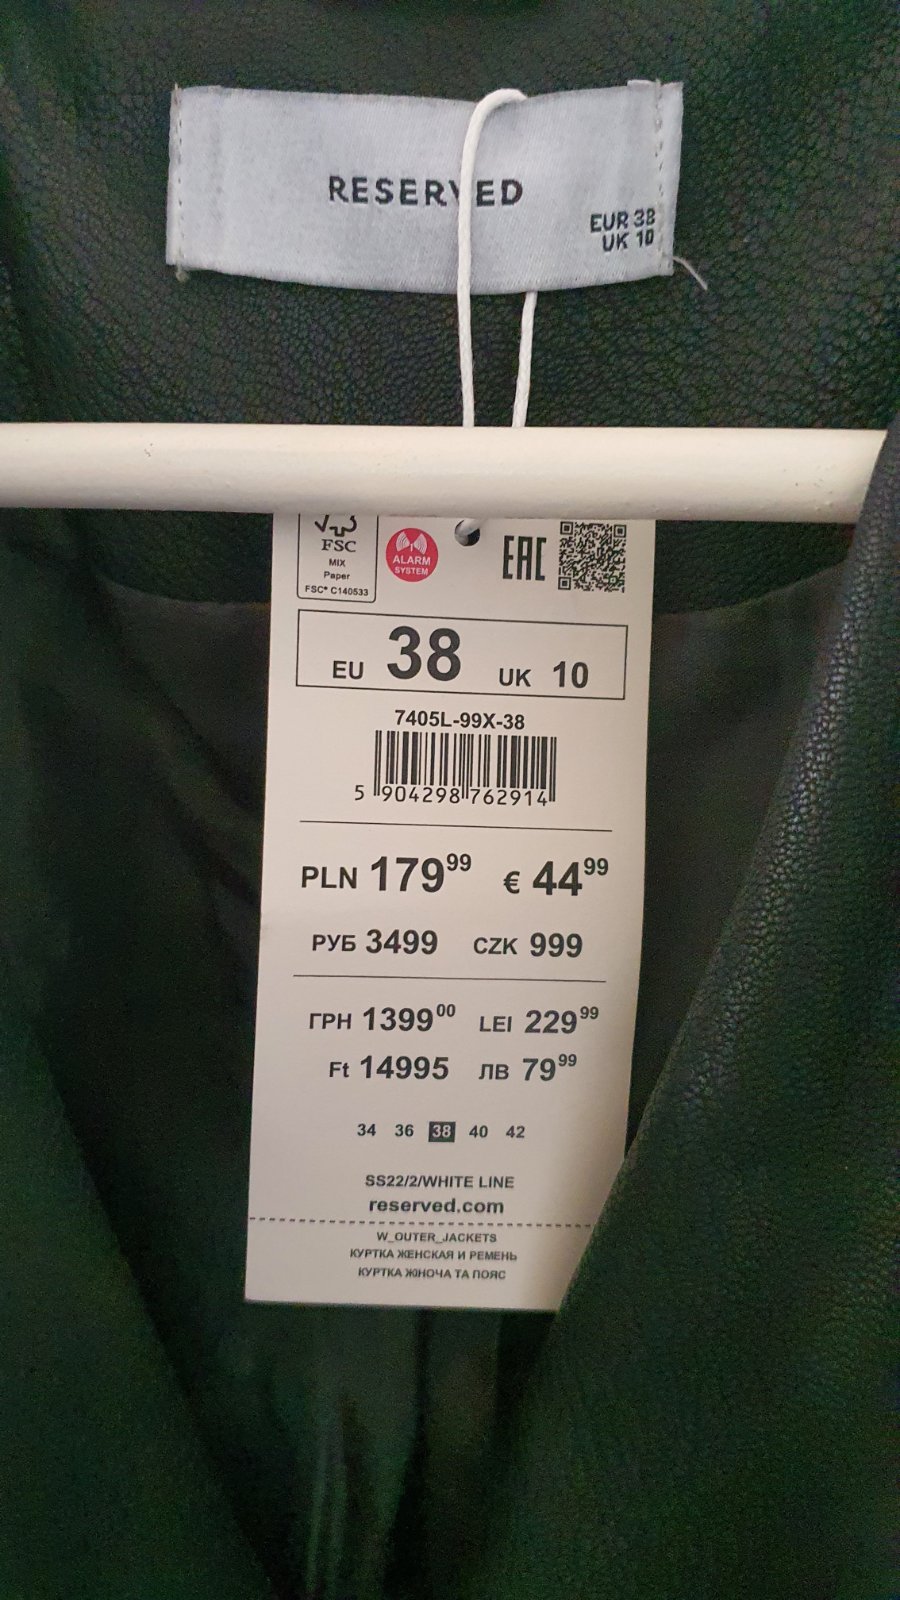 RESERVED
EUR 38
UK 10
FSC
MIX
Paper
FSC® C140533
ALARM
SYSTEM
EAC
EU 38 UK 10
7405L-99X-38
5 904298 762914
PLN 179⁹⁹ € 44⁹⁹
РУБ 3499 CZK 999
ГРН 1399⁰⁰ LEI 229⁹⁹
Ft 14995 ЛВ 79⁹⁹
34 36 38 40 42
SS22/2/WHITE LINE
reserved.com
W_OUTER_JACKETS
КУРТКА ЖЕНСКАЯ И РЕМЕНЬ
КУРТКА ЖІНОЧА ТА ПОЯС